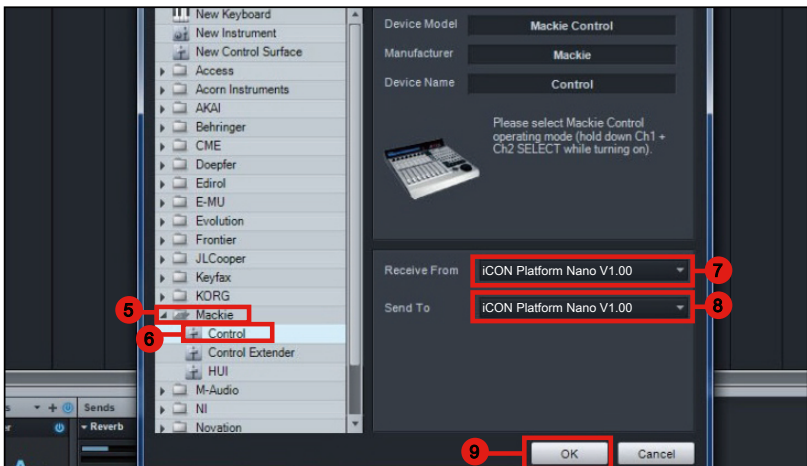 New Keyboard
New Instrument
New Control Surface
Access
Acorn Instruments
AKAI
Behringer
CME
Doepfer
Edirol
E-MU
Evolution
Frontier
JLCooper
Keyfax
KORG
5
Mackie
6
Control
Control Extender
HUI
M-Audio
NI
Novation
Device Model
Mackie Control
Manufacturer
Mackie
Device Name
Control
Please select Mackie Control
operating mode (hold down Ch1 +
Ch2 SELECT while turning on).
Receive From
iCON Platform Nano V1.00
7
Send To
iCON Platform Nano V1.00
8
Sends
Reverb
9
OK
Cancel